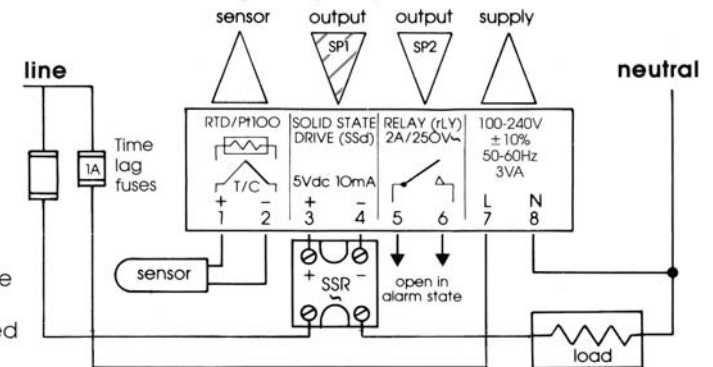 sensor output output supply
SP1 SP2
line neutral
RTD/Pt100 SOLID STATE RELAY (rLY) 100-240V
DRIVE (SSd) 2A/250V~ ±10%
50-60Hz
3VA
1A Time
lag
fuses
T/C 5Vdc 10mA
+ - + - L N
1 2 3 4 5 6 7 8
sensor + SSR -
~
open in
alarm state
e
ed
load